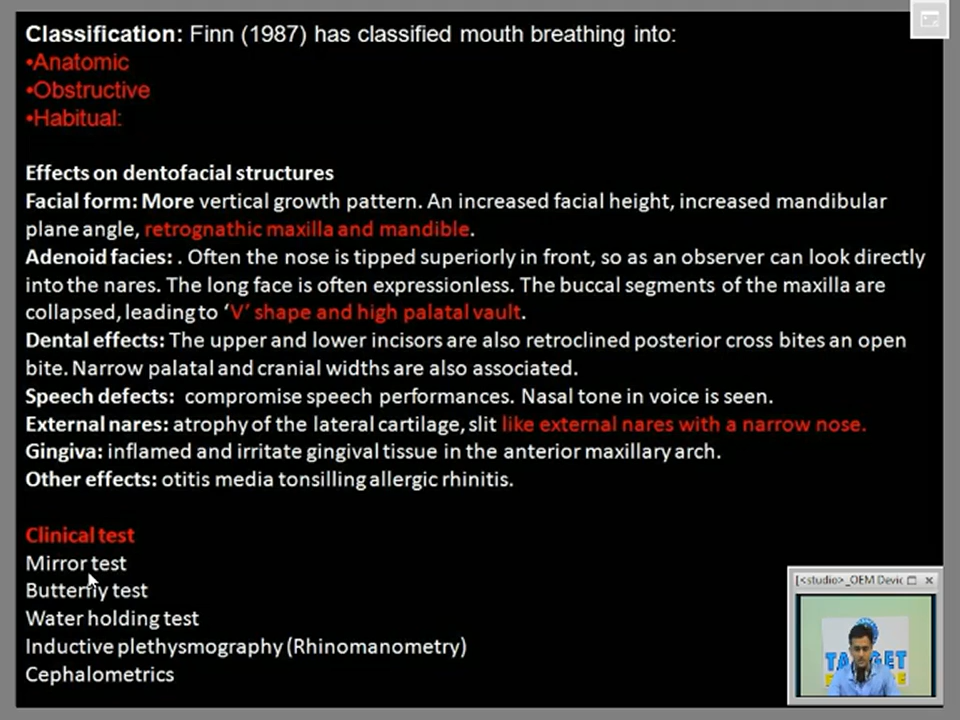 Classification: Finn (1987) has classified mouth breathing into:
•Anatomic
•Obstructive
•Habitual:
Effects on dentofacial structures
Facial form: More vertical growth pattern. An increased facial height, increased mandibular
plane angle, retrognathic maxilla and mandible.
Adenoid facies: . Often the nose is tipped superiorly in front, so as an observer can look directly
into the nares. The long face is often expressionless. The buccal segments of the maxilla are
collapsed, leading to ‘V’ shape and high palatal vault.
Dental effects: The upper and lower incisors are also retroclined posterior cross bites an open
bite. Narrow palatal and cranial widths are also associated.
Speech defects: compromise speech performances. Nasal tone in voice is seen.
External nares: atrophy of the lateral cartilage, slit like external nares with a narrow nose.
Gingiva: inflamed and irritate gingival tissue in the anterior maxillary arch.
Other effects: otitis media tonsilling allergic rhinitis.
Clinical test
Mirror test
Butterfly test
Water holding test
Inductive plethysmography (Rhinomanometry)
Cephalometrics
[<studio>_OEM Devic